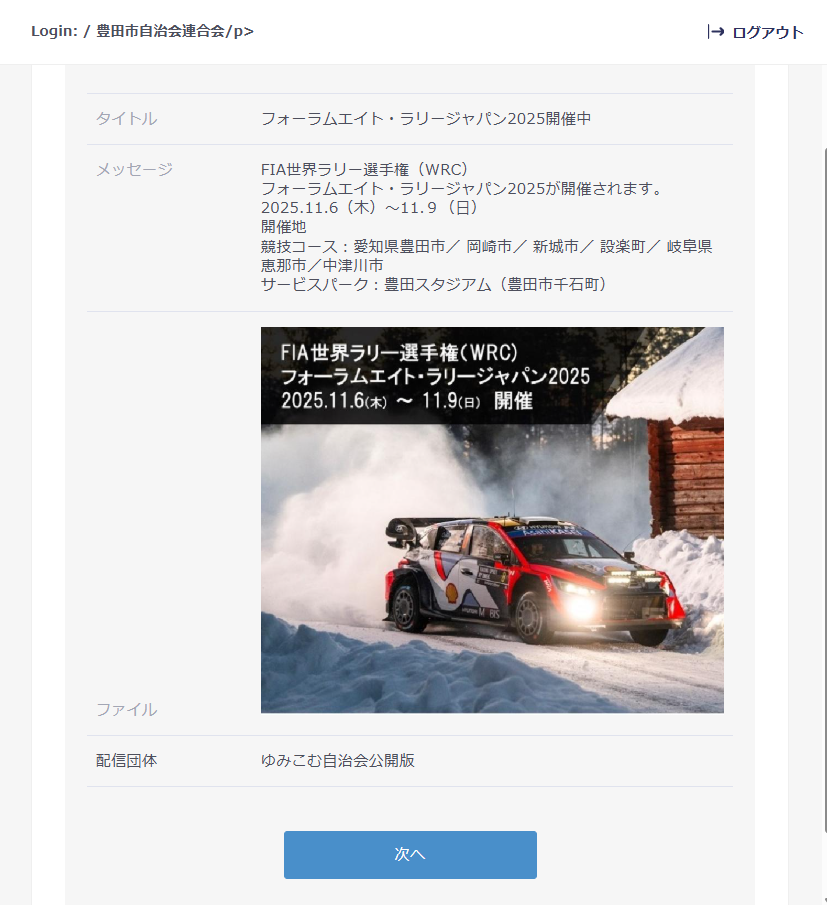 Login: / 豊田市自治会連合会/p>
ログアウト
タイトル
フォーラムエイト・ラリージャパン2025開催中
メッセージ
FIA世界ラリー選手権（WRC）
フォーラムエイト・ラリージャパン2025が開催されます。
2025.11.6（木）～11.９（日）
開催地
競技コース：愛知県豊田市／ 岡崎市／ 新城市／ 設楽町／ 岐阜県
恵那市／中津川市
サービスパーク：豊田スタジアム（豊田市千石町）
FIA世界ラリー選手権(WRC)
フォーラムエイト・ラリージャパン2025
2025.11.6(木) ～ 11.9(日) 開催
HYUNDAI
MOBIS
ファイル
配信団体
ゆみこむ自治会公開版
次へ